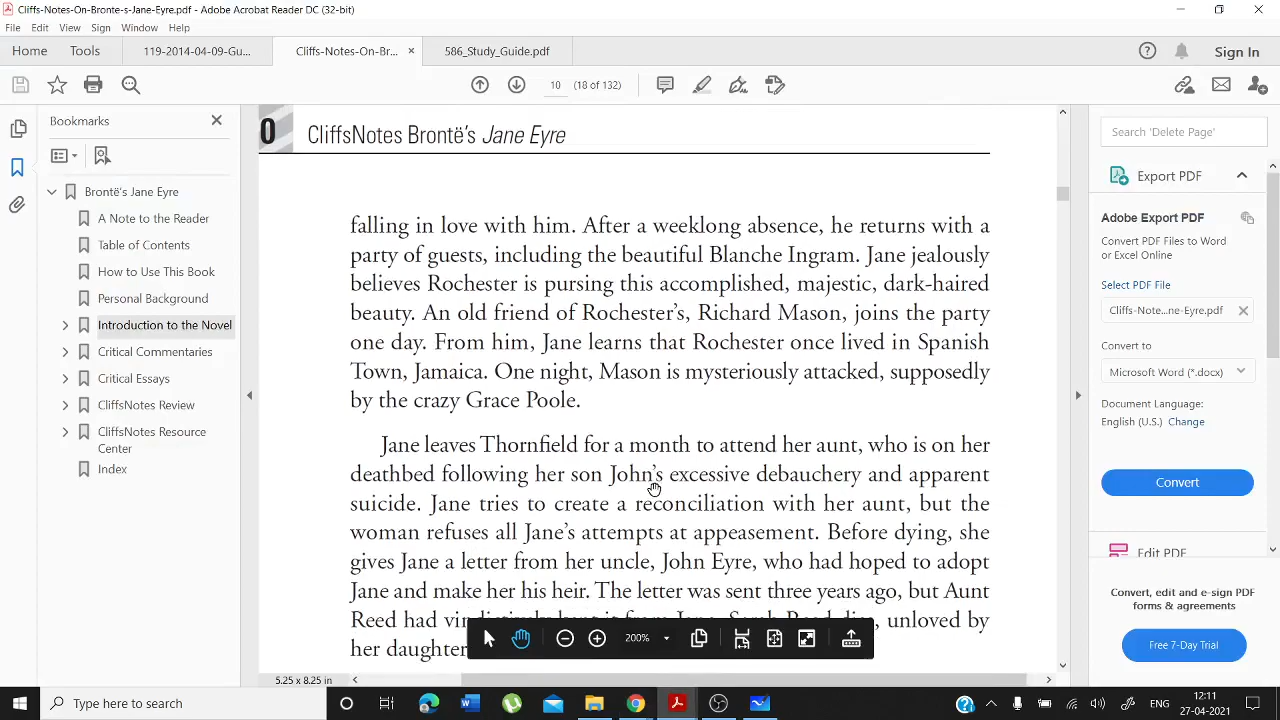 Cliffs-Notes-On-Bronte-s-Jane-Eyre.pdf - Adobe Acrobat Reader DC (32-bit)
File Edit View Sign Window Help
Home Tools 119-2014-04-09-Gu... Cliffs-Notes-On-Br... × 586_Study_Guide.pdf Sign In
10 (18 of 132)
Bookmarks
Brontë's Jane Eyre
A Note to the Reader
Table of Contents
How to Use This Book
Personal Background
Introduction to the Novel
Critical Commentaries
Critical Essays
CliffsNotes Review
CliffsNotes Resource
Center
Index
0 CliffsNotes Brontë's Jane Eyre
falling in love with him. After a weeklong absence, he returns with a
party of guests, including the beautiful Blanche Ingram. Jane jealously
believes Rochester is pursing this accomplished, majestic, dark-haired
beauty. An old friend of Rochester's, Richard Mason, joins the party
one day. From him, Jane learns that Rochester once lived in Spanish
Town, Jamaica. One night, Mason is mysteriously attacked, supposedly
by the crazy Grace Poole.
Jane leaves Thornfield for a month to attend her aunt, who is on her
deathbed following her son John's excessive debauchery and apparent
suicide. Jane tries to create a reconciliation with her aunt, but the
woman refuses all Jane's attempts at appeasement. Before dying, she
gives Jane a letter from her uncle, John Eyre, who had hoped to adopt
Jane and make her his heir. The letter was sent three years ago, but Aunt
Reed had unloved by
her daughter
200%
5.25 x 8.25 in
Search 'Delete Page'
Export PDF
Adobe Export PDF
Convert PDF Files to Word
or Excel Online
Select PDF File
Cliffs-Note...ne-Eyre.pdf
Convert to
Microsoft Word (*.docx)
Document Language:
English (U.S.) Change
Convert
Edit PDF
Convert, edit and e-sign PDF
forms & agreements
Free 7-Day Trial
Type here to search
ENG
12:11
27-04-2021